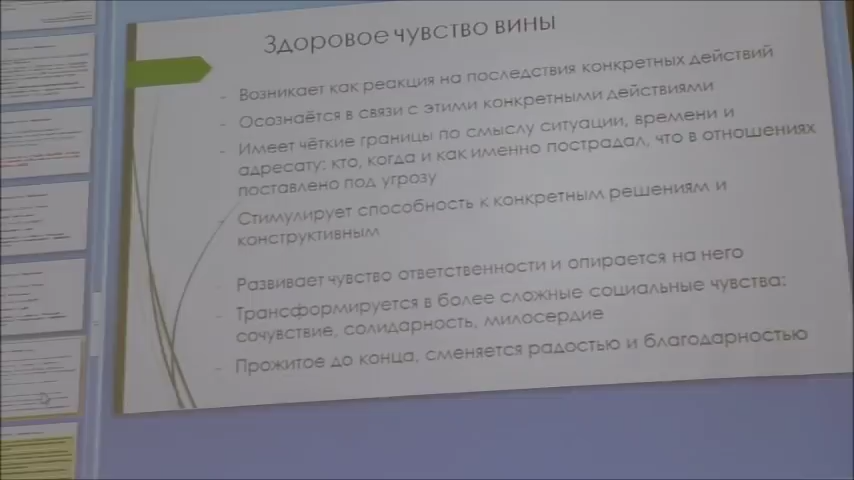 Здоровое чувство вины
- Возникает как реакция на последствия конкретных действий
- Осознаётся в связи с этими конкретными действиями
- Имеет чёткие границы по смыслу ситуации, времени и
адресату: кто, когда и как именно пострадал, что в отношениях
поставлено под угрозу
- Стимулирует способность к конкретным решениям и
конструктивным
- Развивает чувство ответственности и опирается на него
- Трансформируется в более сложные социальные чувства:
сочувствие, солидарность, милосердие
- Прожитое до конца, сменяется радостью и благодарностью